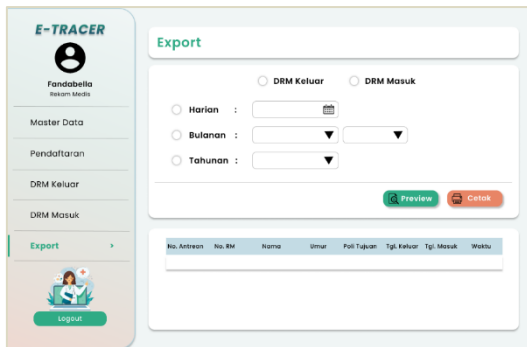 E-TRACER
Fandabella
Rekam Medis
Master Data
Pendaftaran
DRM Keluar
DRM Masuk
Export >
Logout
Export
DRM Keluar DRM Masuk
Harian :
Bulanan :
Tahunan :
Preview Cetak
No. Antrean No. RM Nama Umur Poli Tujuan Tgl. Keluar Tgl. Masuk Waktu